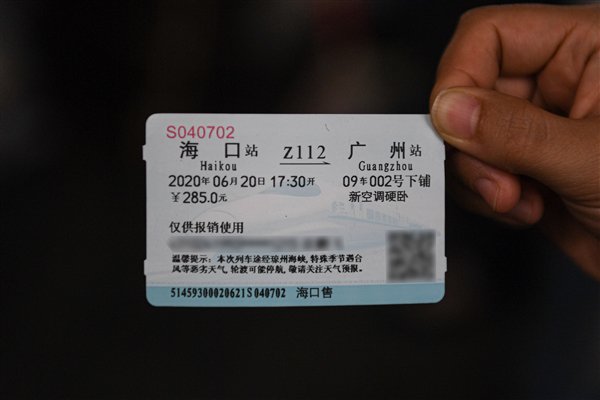 S040702
海口站 Z112 广州站
Haikou Guangzhou
2020年06月20日17:30开 09车002号下铺
￥285.0元 新空调硬卧
仅供报销使用
温馨提示：本次列车途经琼州海峡，特殊季节遇台
风等恶劣天气，轮渡可能停航，敬请关注天气预报。
51459300020621S040702 海口售